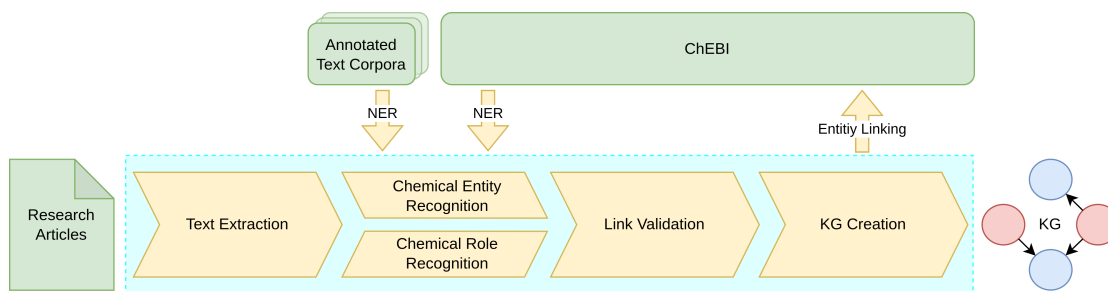 Annotated
Text Corpora
ChEBI
NER
NER
Entitiy Linking
Research
Articles
Text Extraction
Chemical Entity
Recognition
Chemical Role
Recognition
Link Validation
KG Creation
KG